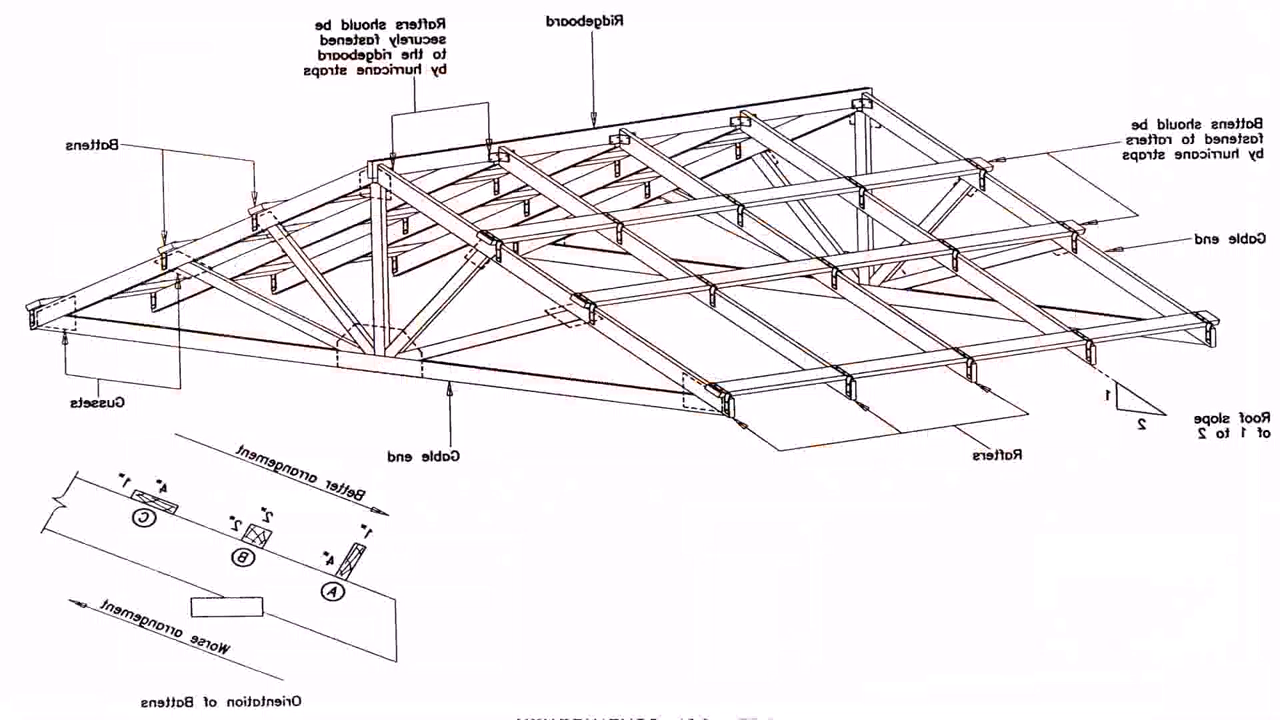 Ridgeboard
Rafters should be
securely fastened
to the ridgeboard
by hurricane straps
Battens
Battens should be
fastened to rafters
by hurricane straps
Gable end
Gussets
Gable end
Rafters
1
2
Roof slope
of 1 to 2
Better arrangement
1"
4"
C
2"
2"
B
1"
4"
A
Worse arrangement
Orientation of Battens